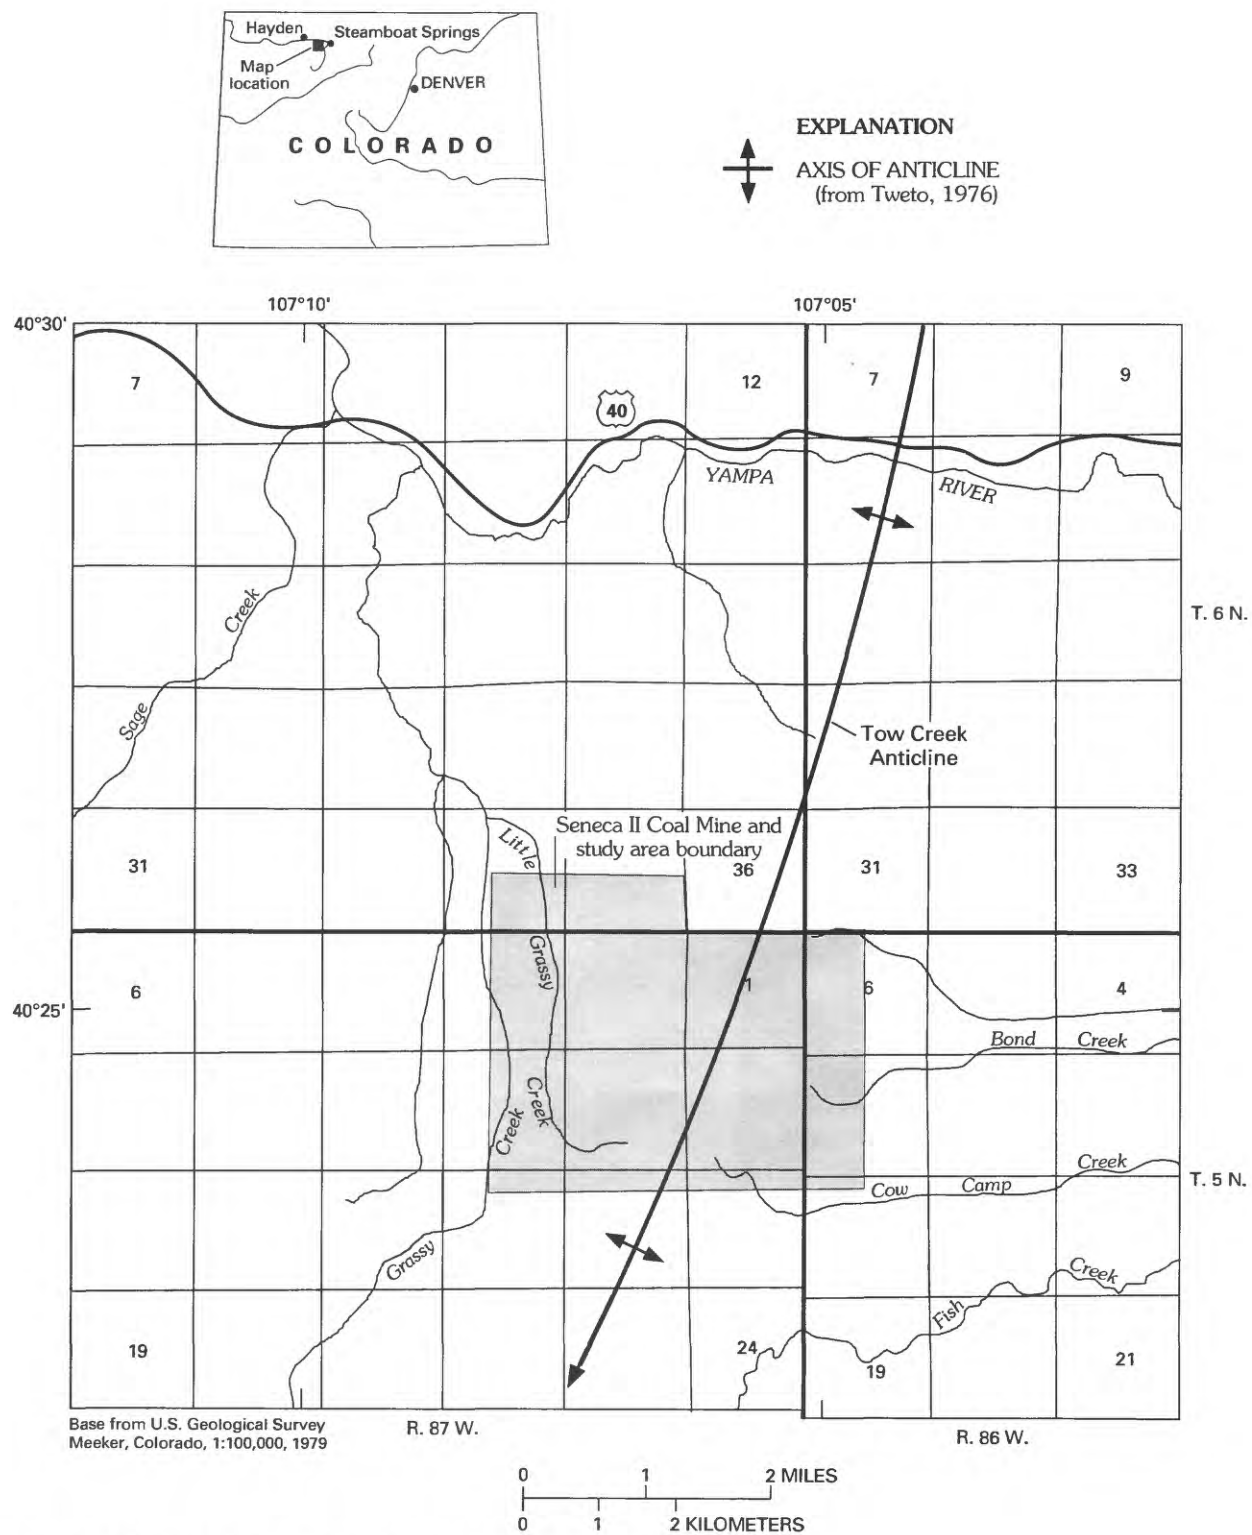 Hayden
Steamboat Springs
Map
location
DENVER
COLORADO
EXPLANATION
AXIS OF ANTICLINE
(from Tweto, 1976)
107°10'
107°05'
40°30'
7
12
7
9
40
YAMPA
RIVER
Creek
T. 6 N.
Sage
Tow Creek
Anticline
Seneca II Coal Mine and
study area boundary
Little
31
36
31
33
Grassy
6
1
6
4
40°25'
Bond Creek
Creek
Creek
Creek
Cow Camp
T. 5 N.
Grassy
Creek
Fish
19
24
19
21
Base from U.S. Geological Survey
Meeker, Colorado, 1:100,000, 1979
R. 87 W.
R. 86 W.
0 1 2 MILES
0 1 2 KILOMETERS